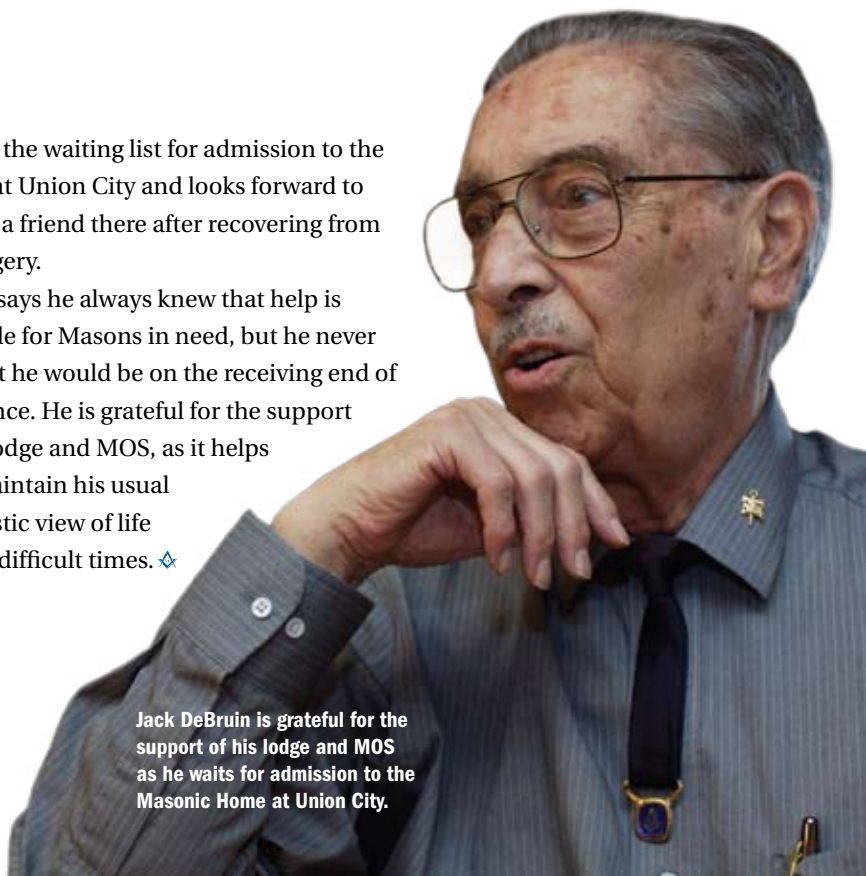 the waiting list for admission to the
at Union City and looks forward to
a friend there after recovering from
gery.
says he always knew that help is
le for Masons in need, but he never
t he would be on the receiving end of
nce. He is grateful for the support
odge and MOS, as it helps
aintain his usual
stic view of life
difficult times.
Jack DeBruin is grateful for the
support of his lodge and MOS
as he waits for admission to the
Masonic Home at Union City.